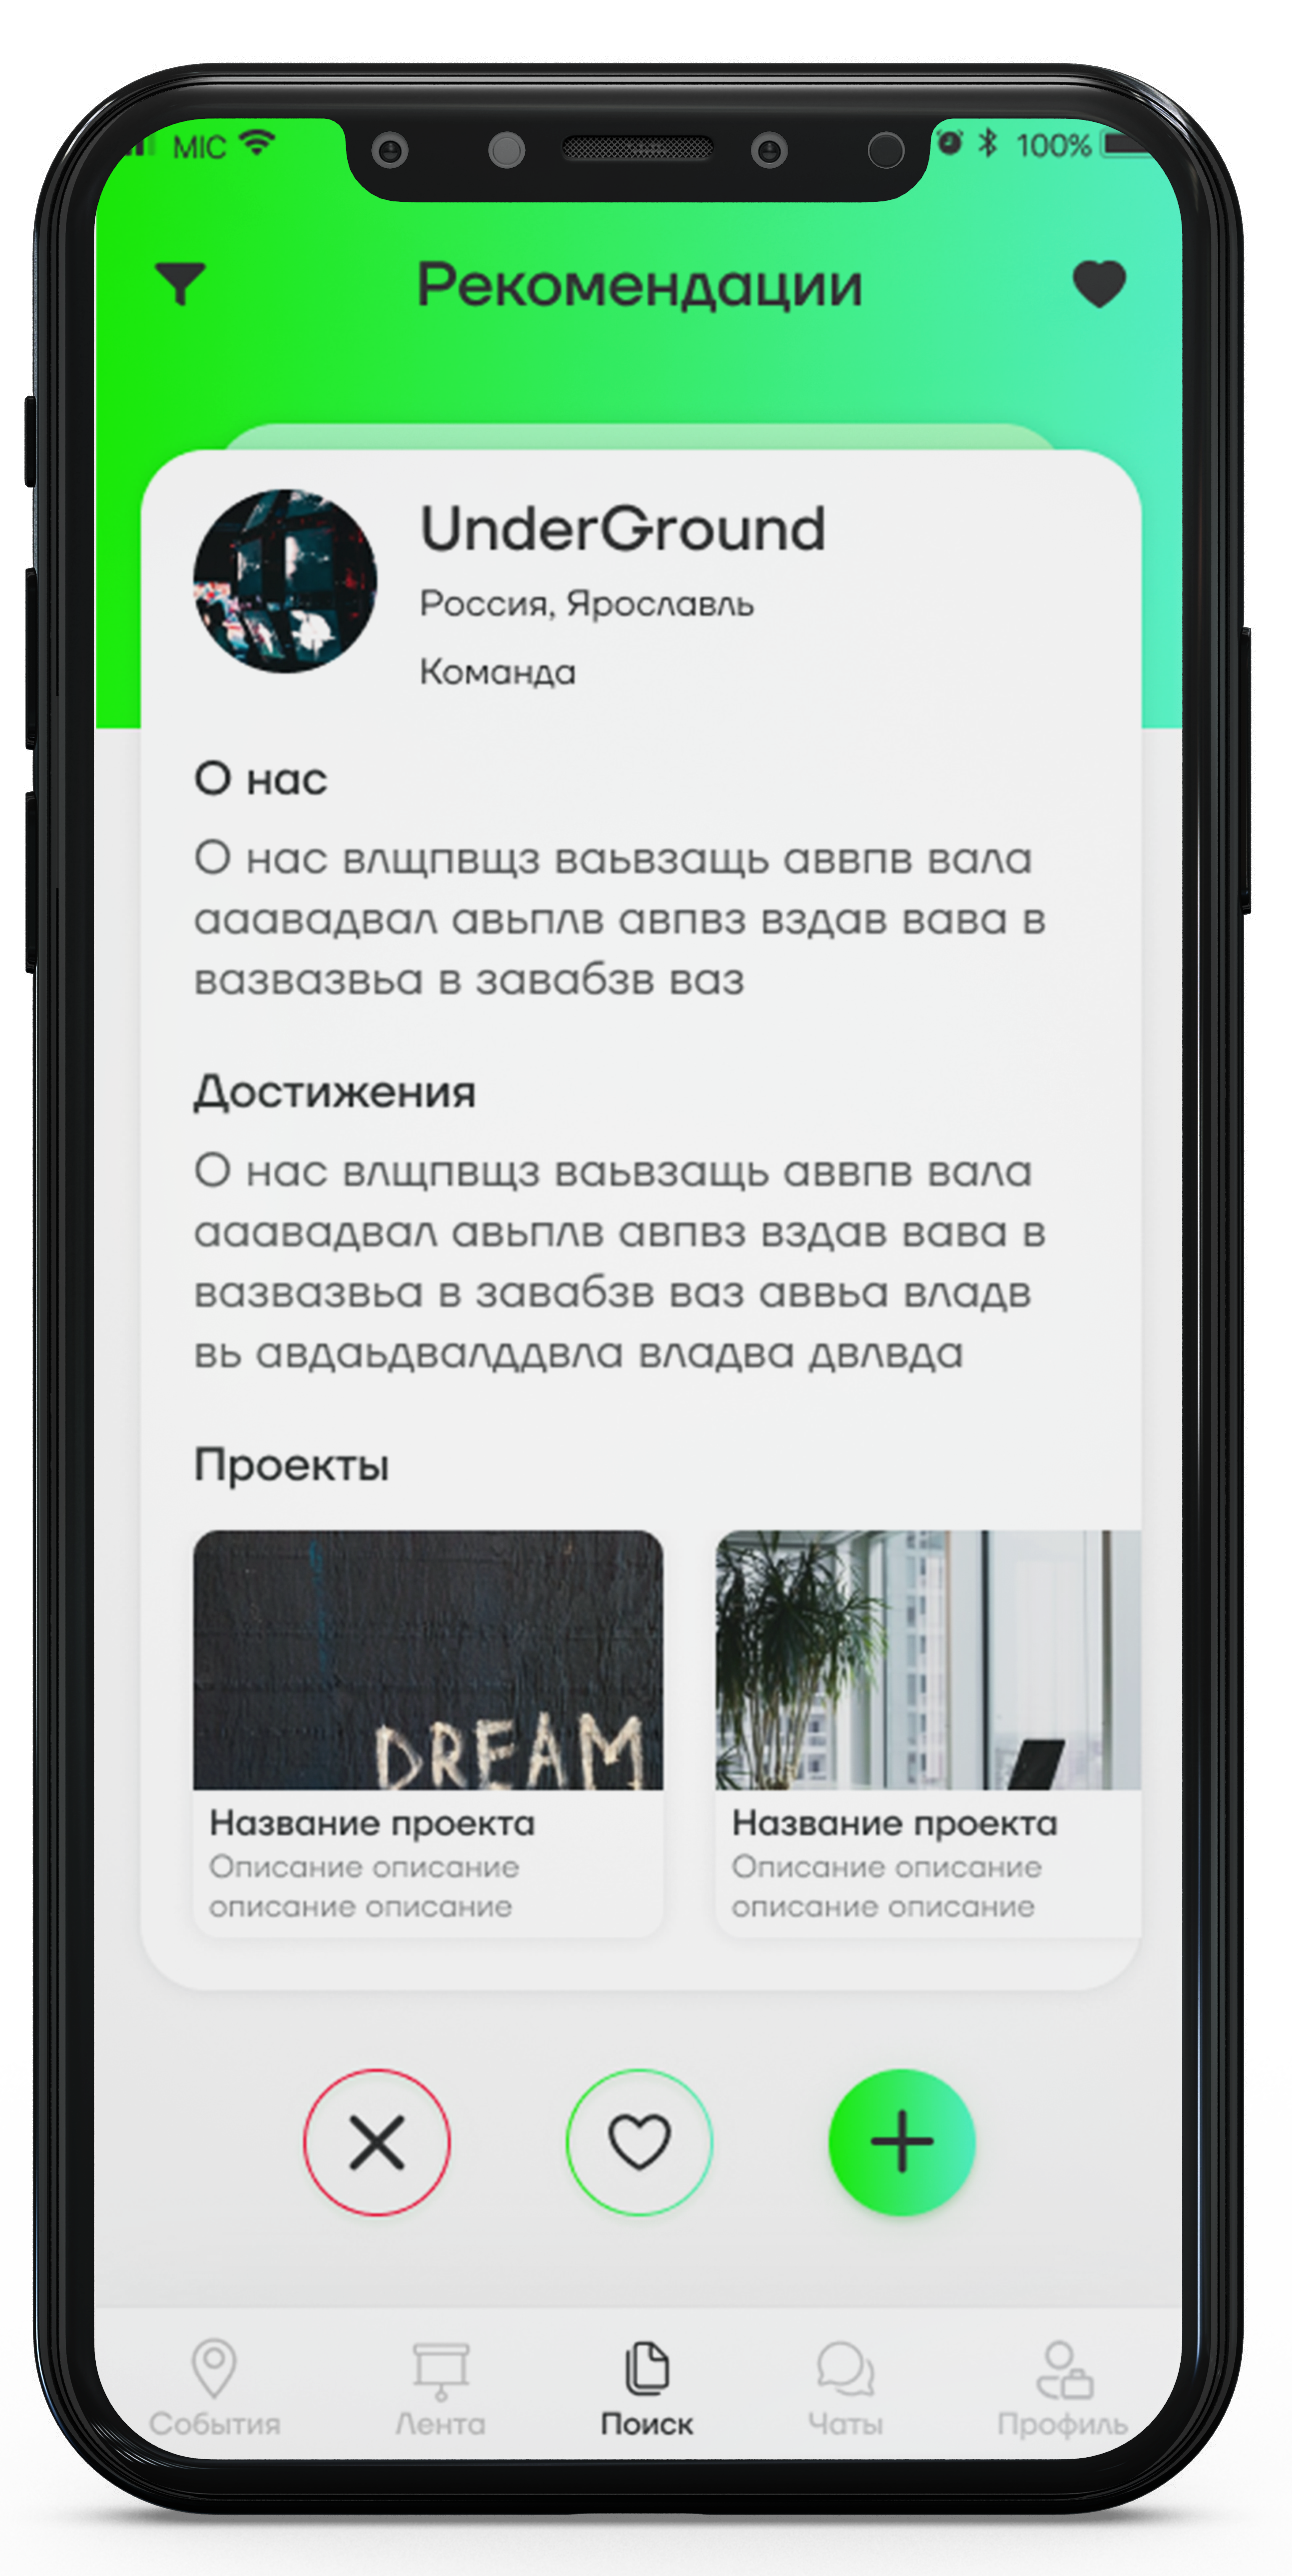 MIC 100%
Рекомендации
UnderGround
Россия, Ярославль
Команда
О нас
О нас влщпвщз ваьвзащь аввпв вала
ааавадвал авьплв авпвз вздав вава в
вазвазвьа в завабзв ваз
Достижения
О нас влщпвщз ваьвзащь аввпв вала
ааавадвал авьплв авпвз вздав вава в
вазвазвьа в завабзв ваз аввьа владв
вь авдаьдвалддвла владва двлвда
Проекты
DREAM
Название проекта
Описание описание
описание описание
Название проекта
Описание описание
описание описание
События Лента Поиск Чаты Профиль